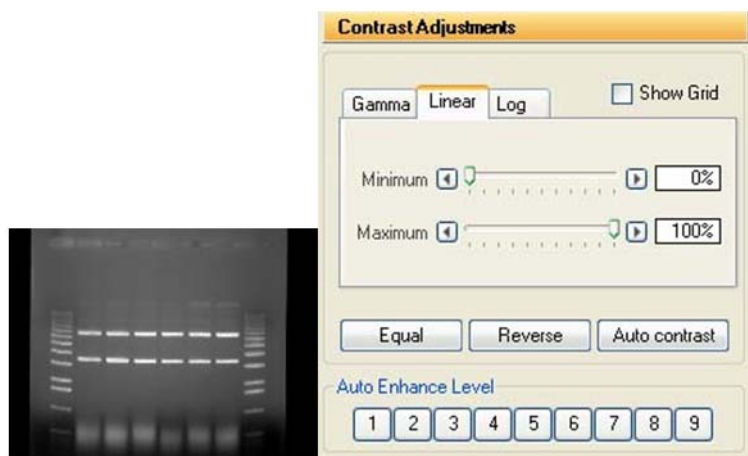 Contrast Adjustments
Gamma Linear Log Show Grid
Minimum 0%
Maximum 100%
Equal Reverse Auto contrast
Auto Enhance Level
1 2 3 4 5 6 7 8 9